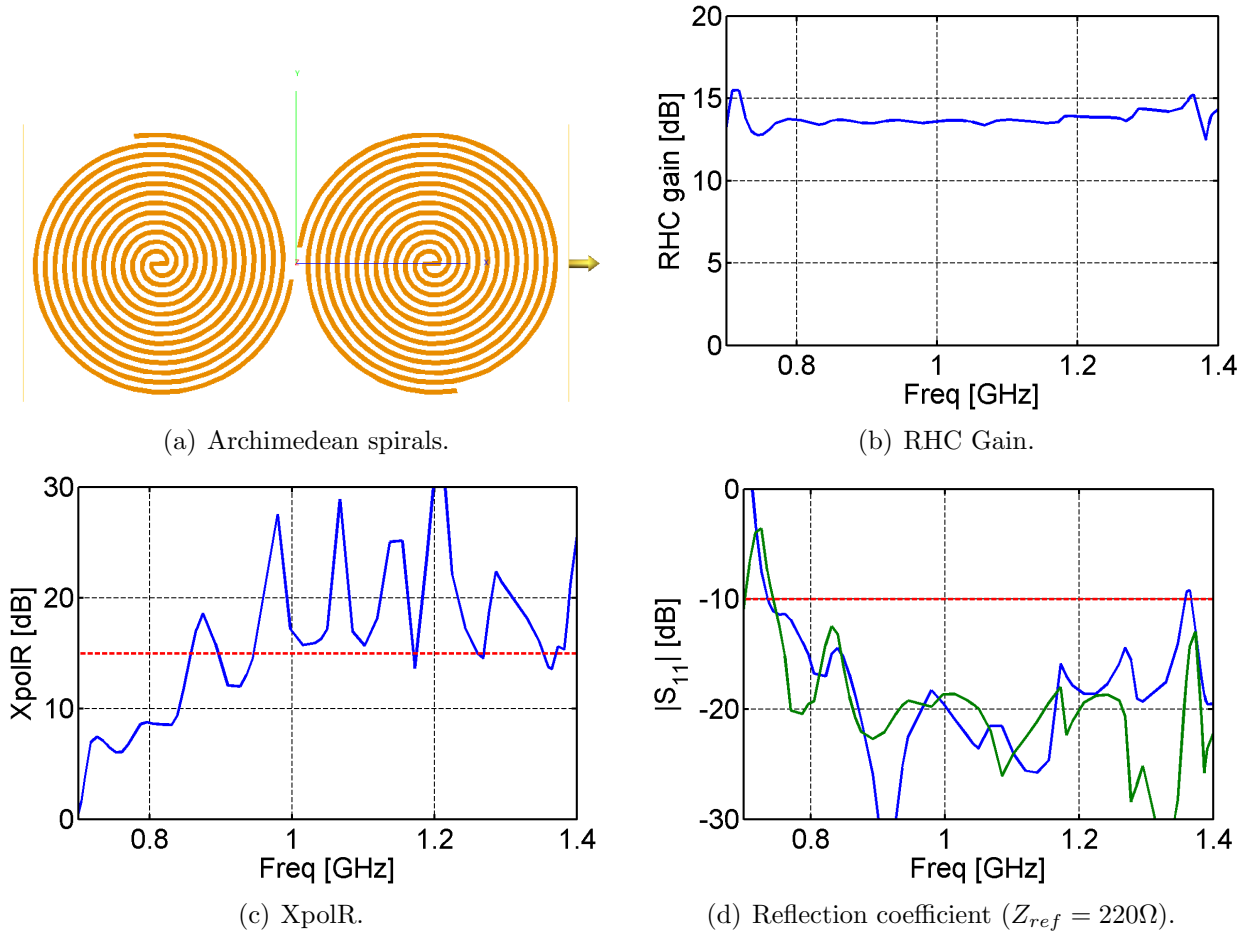 Y
Z
X
(a) Archimedean spirals.
20
15
10
5
0
RHC gain [dB]
0.8
1
1.2
1.4
Freq [GHz]
(b) RHC Gain.
30
20
10
0
XpolR [dB]
0.8
1
1.2
1.4
Freq [GHz]
(c) XpolR.
0
-10
-20
-30
|S₁₁| [dB]
0.8
1
1.2
1.4
Freq [GHz]
(d) Reflection coefficient (Z_{ref} = 220Ω).